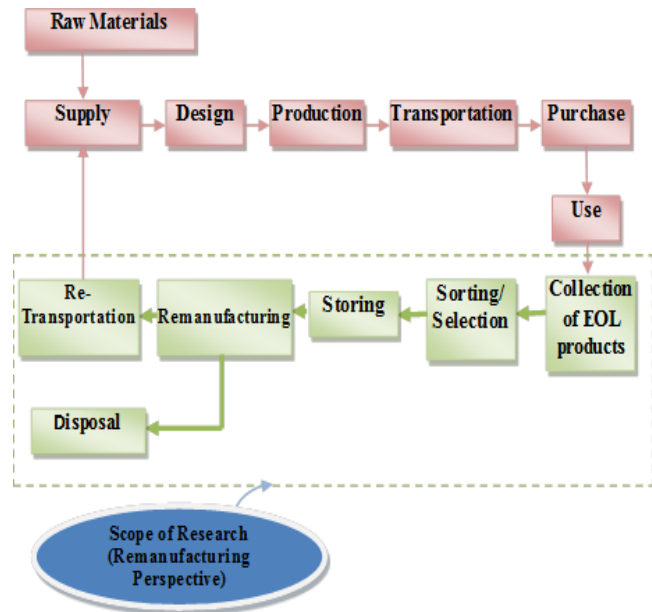 Raw Materials
Supply
Design
Production
Transportation
Purchase
Use
Re-
Transportation
Remanufacturing
Storing
Sorting/
Selection
Collection
of EOL
products
Disposal
Scope of Research
(Remanufacturing
Perspective)